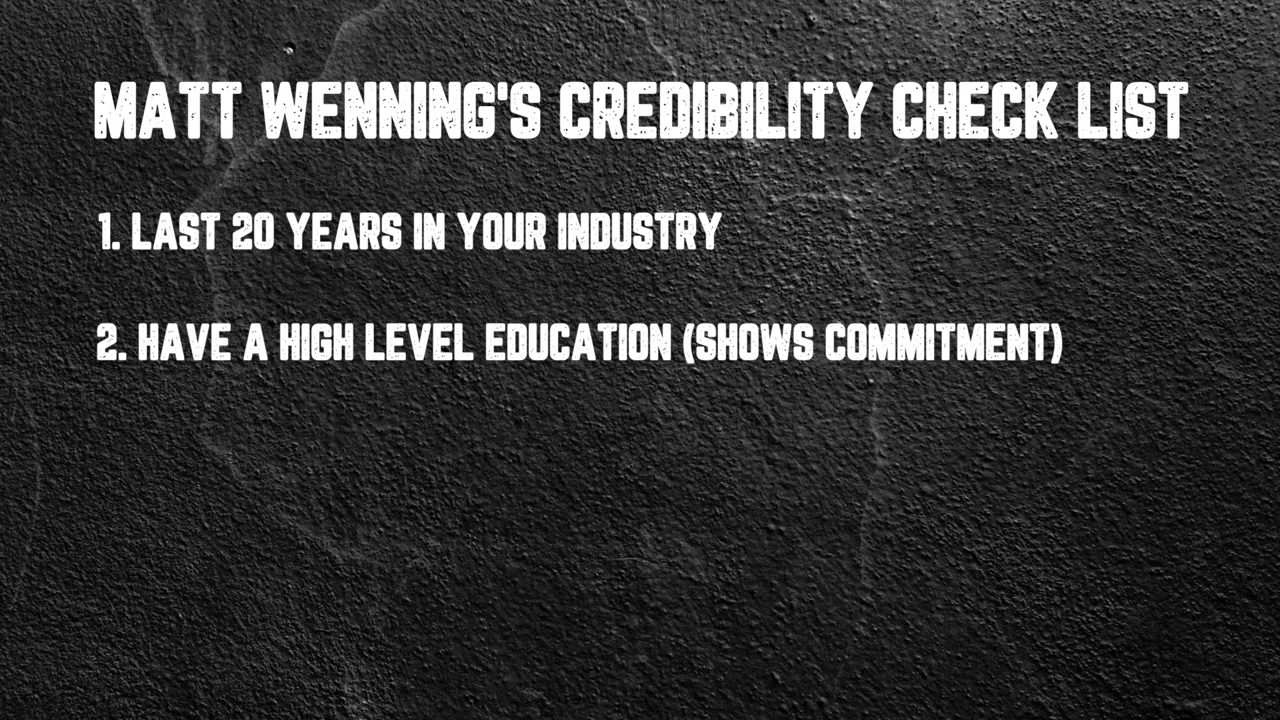 MATT WENNING'S CREDIBILITY CHECK LIST
1. LAST 20 YEARS IN YOUR INDUSTRY
2. HAVE A HIGH LEVEL EDUCATION (SHOWS COMMITMENT)